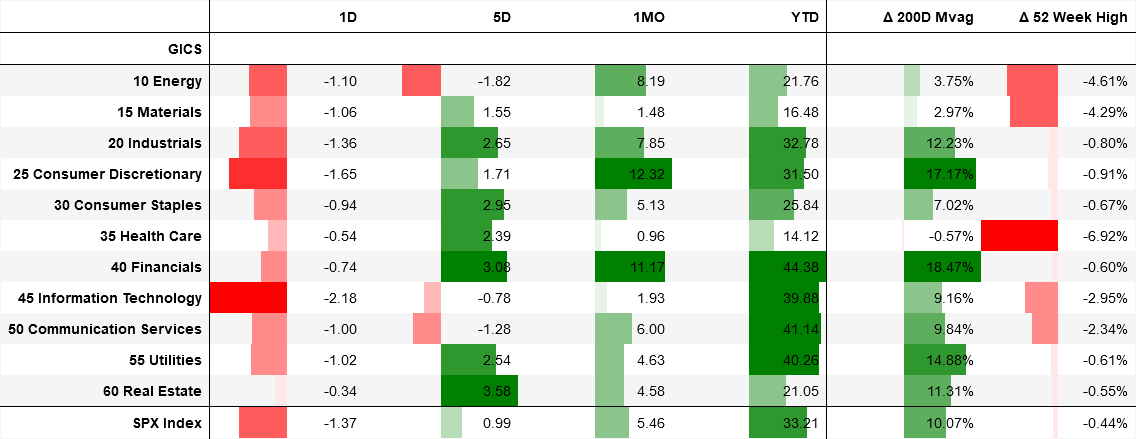 1D 5D 1MO YTD Δ 200D Mvag Δ 52 Week High
GICS
10 Energy -1.10 -1.82 8.19 21.76 3.75% -4.61%
15 Materials -1.06 1.55 1.48 16.48 2.97% -4.29%
20 Industrials -1.36 2.65 7.85 32.78 12.23% -0.80%
25 Consumer Discretionary -1.65 1.71 12.32 31.50 17.17% -0.91%
30 Consumer Staples -0.94 2.95 5.13 25.84 7.02% -0.67%
35 Health Care -0.54 2.39 0.96 14.12 -0.57% -6.92%
40 Financials -0.74 3.08 11.17 44.38 18.47% -0.60%
45 Information Technology -2.18 -0.78 1.93 39.88 9.16% -2.95%
50 Communication Services -1.00 -1.28 6.00 41.14 9.84% -2.34%
55 Utilities -1.02 2.54 4.63 40.26 14.88% -0.61%
60 Real Estate -0.34 3.58 4.58 21.05 11.31% -0.55%
SPX Index -1.37 0.99 5.46 33.21 10.07% -0.44%